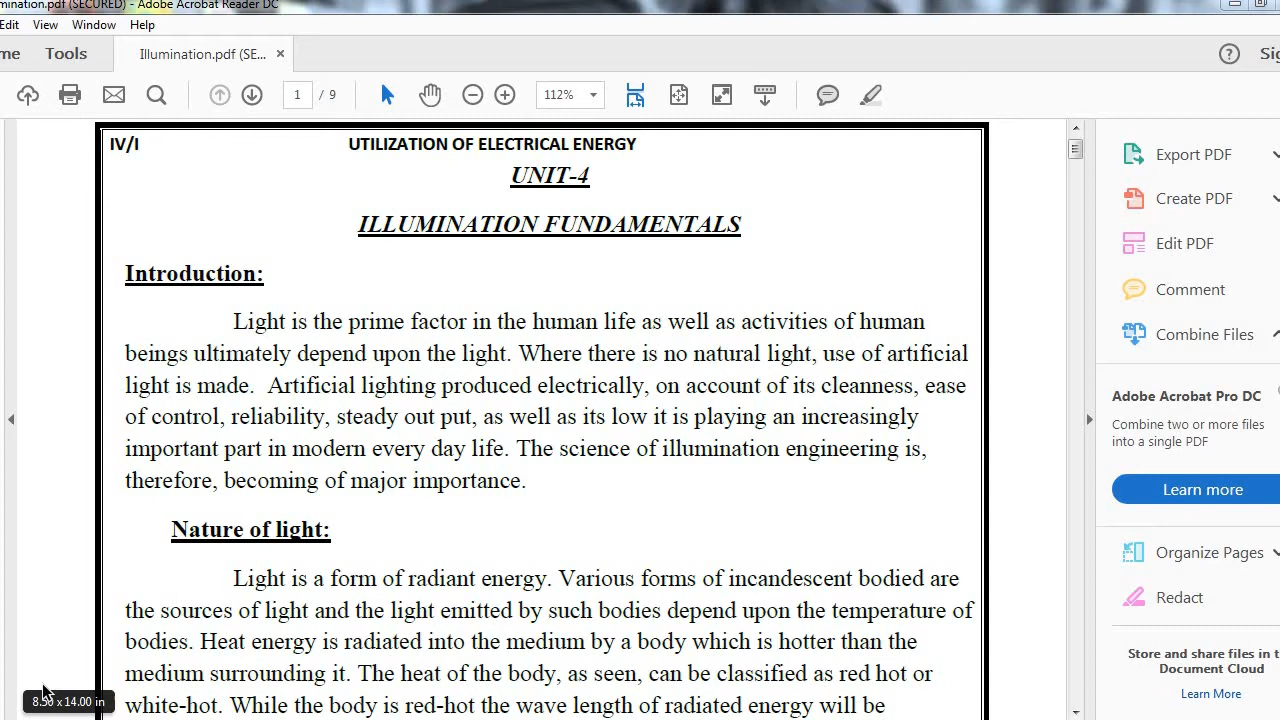 mination.pdf (SECURED) - Adobe Acrobat Reader DC
Edit View Window Help
me Tools Illumination.pdf (SE... × ?
1 / 9 112%
IV/I UTILIZATION OF ELECTRICAL ENERGY
UNIT-4
ILLUMINATION FUNDAMENTALS
Introduction:
Light is the prime factor in the human life as well as activities of human
beings ultimately depend upon the light. Where there is no natural light, use of artificial
light is made.  Artificial lighting produced electrically, on account of its cleanness, ease
of control, reliability, steady out put, as well as its low it is playing an increasingly
important part in modern every day life. The science of illumination engineering is,
therefore, becoming of major importance.
Nature of light:
Light is a form of radiant energy. Various forms of incandescent bodied are
the sources of light and the light emitted by such bodies depend upon the temperature of
bodies. Heat energy is radiated into the medium by a body which is hotter than the
medium surrounding it. The heat of the body, as seen, can be classified as red hot or
white-hot. While the body is red-hot the wave length of radiated energy will be
8.50 x 14.00 in
Export PDF
Create PDF
Edit PDF
Comment
Combine Files
Adobe Acrobat Pro DC
Combine two or more files
into a single PDF
Learn more
Organize Pages
Redact
Store and share files in t
Document Cloud
Learn More